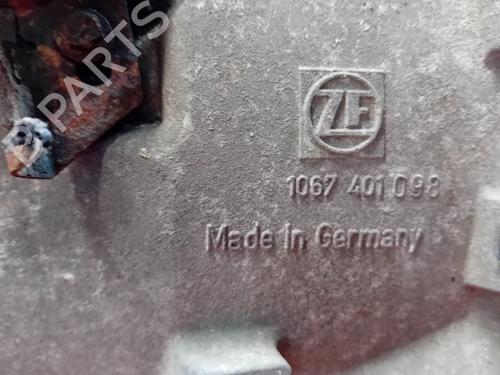 B PARTS
ZF
1067 401 098
Made in Germany